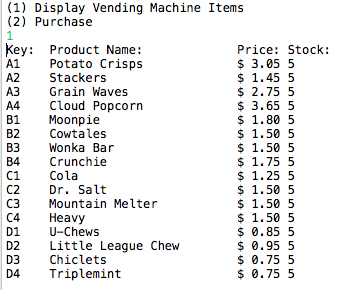 (1) Display Vending Machine Items
(2) Purchase
1
Key: Product Name: Price: Stock:
A1 Potato Crisps $ 3.05 5
A2 Stackers $ 1.45 5
A3 Grain Waves $ 2.75 5
A4 Cloud Popcorn $ 3.65 5
B1 Moonpie $ 1.80 5
B2 Cowtales $ 1.50 5
B3 Wonka Bar $ 1.50 5
B4 Crunchie $ 1.75 5
C1 Cola $ 1.25 5
C2 Dr. Salt $ 1.50 5
C3 Mountain Melter $ 1.50 5
C4 Heavy $ 1.50 5
D1 U-Chews $ 0.85 5
D2 Little League Chew $ 0.95 5
D3 Chiclets $ 0.75 5
D4 Triplemint $ 0.75 5